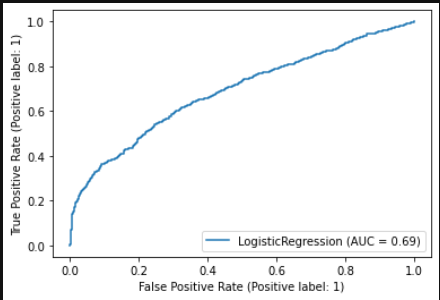 True Positive Rate (Positive label: 1)
1.0
0.8
0.6
0.4
0.2
0.0
LogisticRegression (AUC = 0.69)
0.0 0.2 0.4 0.6 0.8 1.0
False Positive Rate (Positive label: 1)